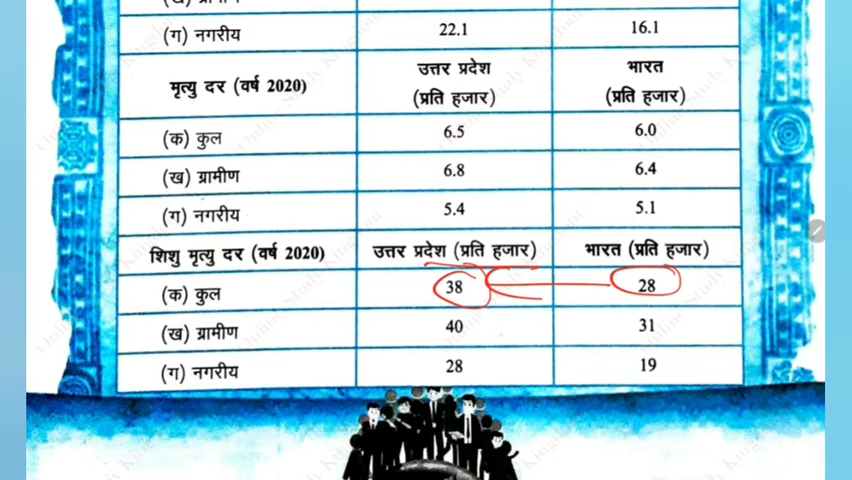 (ग) नगरीय 22.1 16.1
मृत्यु दर (वर्ष 2020) उत्तर प्रदेश (प्रति हजार) भारत (प्रति हजार)
(क) कुल 6.5 6.0
(ख) ग्रामीण 6.8 6.4
(ग) नगरीय 5.4 5.1
शिशु मृत्यु दर (वर्ष 2020) उत्तर प्रदेश (प्रति हजार) भारत (प्रति हजार)
(क) कुल 38 28
(ख) ग्रामीण 40 31
(ग) नगरीय 28 19